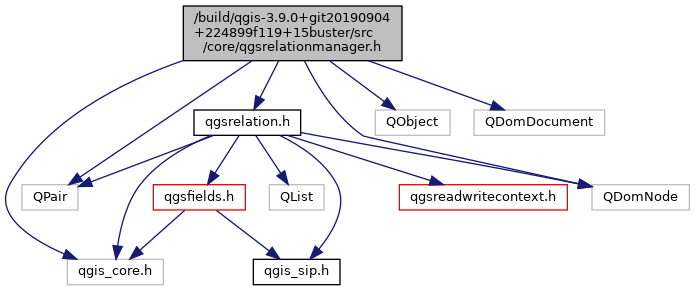 /build/qgis-3.9.0+git20190904
+224899f119+15buster/src
/core/qgsrelationmanager.h
qgsrelation.h
QObject
QDomDocument
QPair
qgsfields.h
QList
qgsreadwritecontext.h
QDomNode
qgis_core.h
qgis_sip.h